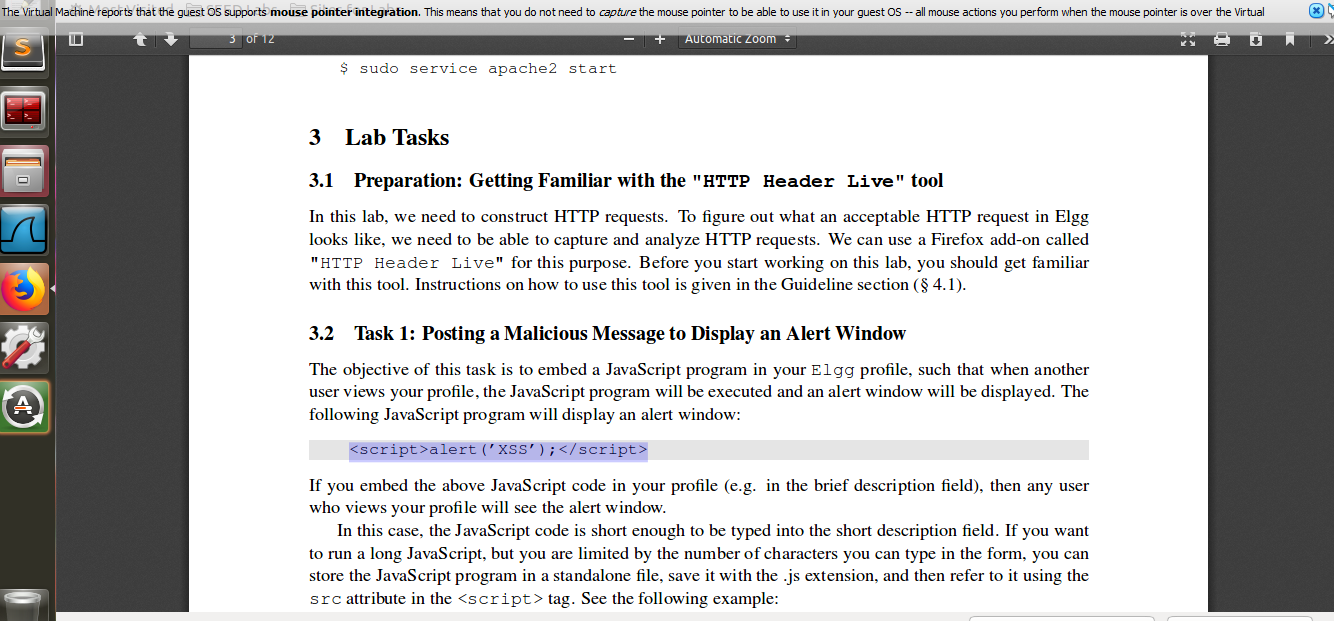 The Virtual Machine reports that the guest OS supports mouse pointer integration. This means that you do not need to capture the mouse pointer to be able to use it in your guest OS -- all mouse actions you perform when the mouse pointer is over the Virtual
3 of 12
Automatic Zoom
$ sudo service apache2 start
3 Lab Tasks
3.1 Preparation: Getting Familiar with the "HTTP Header Live" tool
In this lab, we need to construct HTTP requests. To figure out what an acceptable HTTP request in Elgg
looks like, we need to be able to capture and analyze HTTP requests. We can use a Firefox add-on called
"HTTP Header Live" for this purpose. Before you start working on this lab, you should get familiar
with this tool. Instructions on how to use this tool is given in the Guideline section (§ 4.1).
3.2 Task 1: Posting a Malicious Message to Display an Alert Window
The objective of this task is to embed a JavaScript program in your Elgg profile, such that when another
user views your profile, the JavaScript program will be executed and an alert window will be displayed. The
following JavaScript program will display an alert window:
<script>alert('XSS');</script>
If you embed the above JavaScript code in your profile (e.g. in the brief description field), then any user
who views your profile will see the alert window.
In this case, the JavaScript code is short enough to be typed into the short description field. If you want
to run a long JavaScript, but you are limited by the number of characters you can type in the form, you can
store the JavaScript program in a standalone file, save it with the .js extension, and then refer to it using the
src attribute in the <script> tag. See the following example: